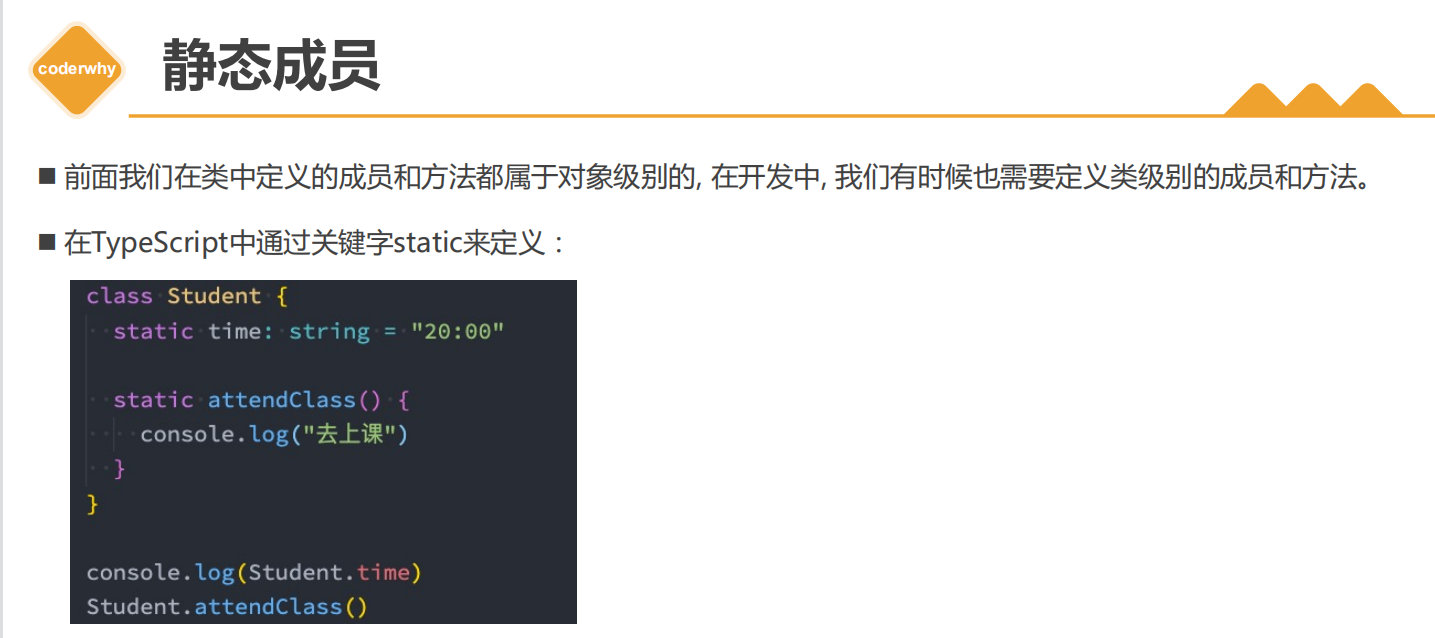 coderwhy
静态成员
前面我们在类中定义的成员和方法都属于对象级别的, 在开发中, 我们有时候也需要定义类级别的成员和方法。
在TypeScript中通过关键字static来定义：
class Student {
  static time: string = "20:00"

  static attendClass() {
    console.log("去上课")
  }
}

console.log(Student.time)
Student.attendClass()